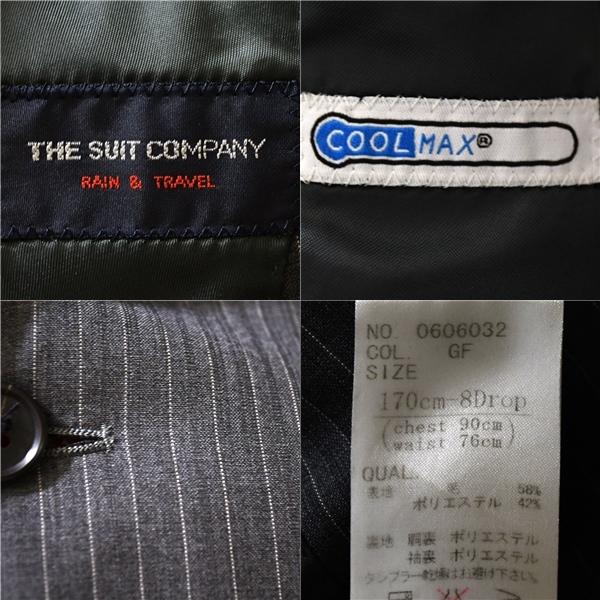 THE SUIT COMPANY
RAIN & TRAVEL
COOLMAX®
NO. 0606032
COL. GF
SIZE
170cm-8Drop
(chest 90cm
waist 76cm)
QUAL.
表地 毛 58%
ポリエステル 42%
裏地 胴裏 ポリエステル
袖裏 ポリエステル
タンブラー乾燥はお避け下さい